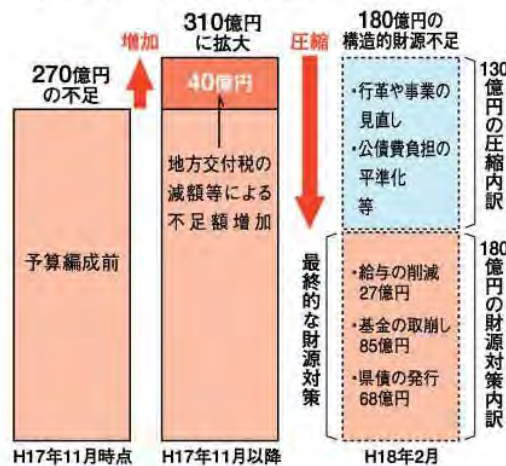 270億円
の不足
増加
310億円
に拡大
圧縮
180億円の
構造的財源不足
予算編成前
40億円
地方交付税の
減額等による
不足額増加
・行革や事業の
見直し
・公債費負担の
平準化
等
130億円の圧縮内訳
最終的な財源対策
・給与の削減
27億円
・基金の取崩し
85億円
・県債の発行
68億円
180億円の財源対策内訳
H17年11月時点
H17年11月以降
H18年2月